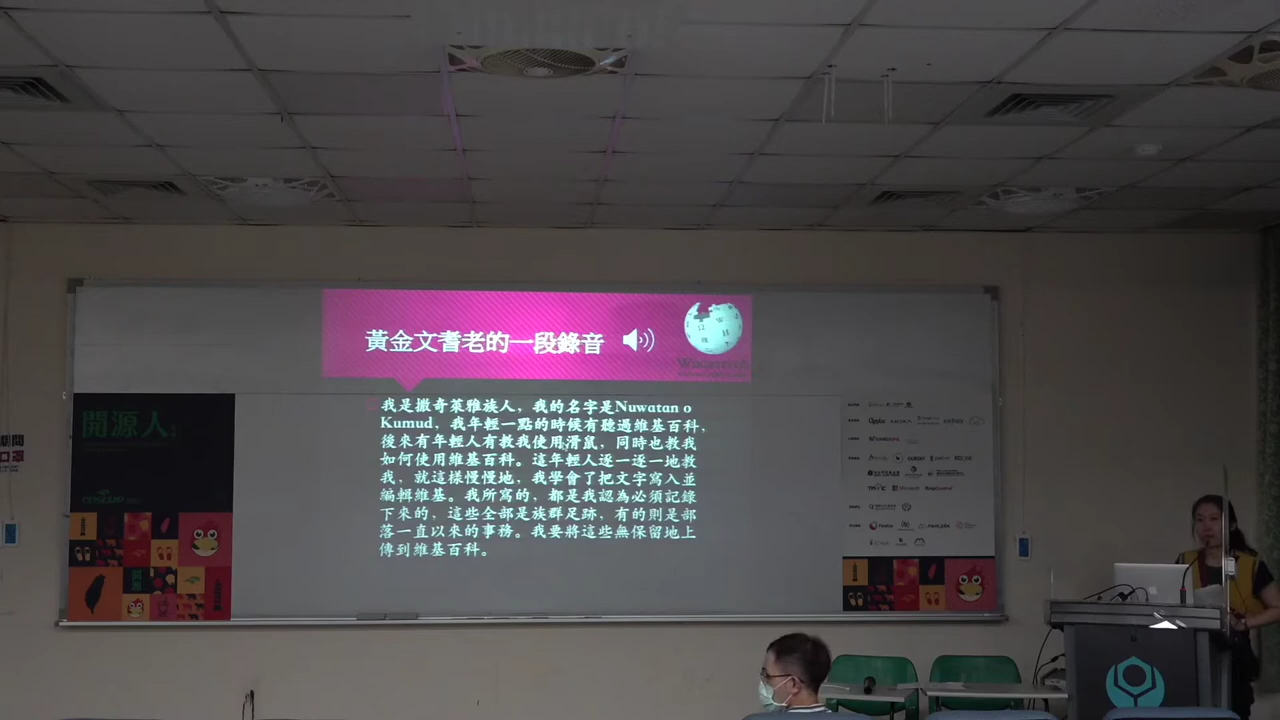 黃金文耆老的一段錄音
我是撒奇萊雅族人，我的名字是Nuwatan o
Kumud，我年輕一點的時候有聽過維基百科，
後來有年輕人有教我使用滑鼠，同時也教我
如何使用維基百科。這年輕人逐一逐一地教
我，就這樣慢慢地，我學會了把文字寫入並
編輯維基。我所寫的，都是我認為必須記錄
下來的，這些全部是族群足跡，有的則是部
落一直以來的事務。我要將這些無保留地上
傳到維基百科。
開源人
COSCUP
期間
口罩